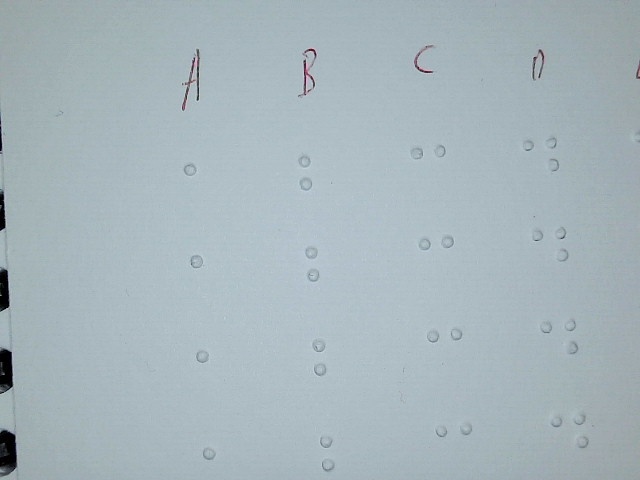 A B C D
⠁ ⠃ ⠉ ⠙
⠁ ⠃ ⠉ ⠙
⠁ ⠃ ⠉ ⠙
⠁ ⠃ ⠉ ⠙